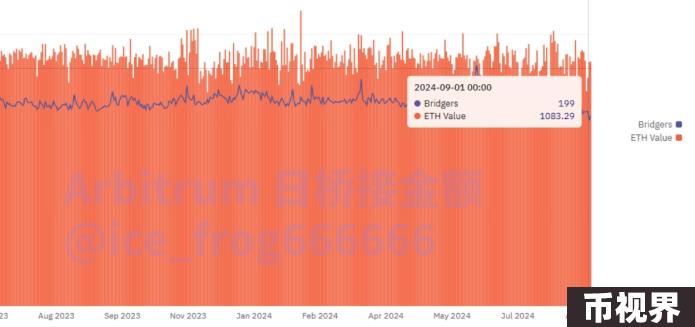 2024-09-01 00:00
Bridgers 199
ETH Value 1083.29
Bridgers
ETH Value
Arbitrum 日桥接金额
@ice_frog666666
23 Aug 2023 Sep 2023 Nov 2023 Jan 2024 Feb 2024 Apr 2024 May 2024 Jul 2024
币视界